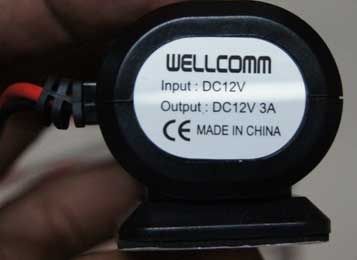 WELLCOMM
Input : DC12V
Output : DC12V 3A
CE MADE IN CHINA